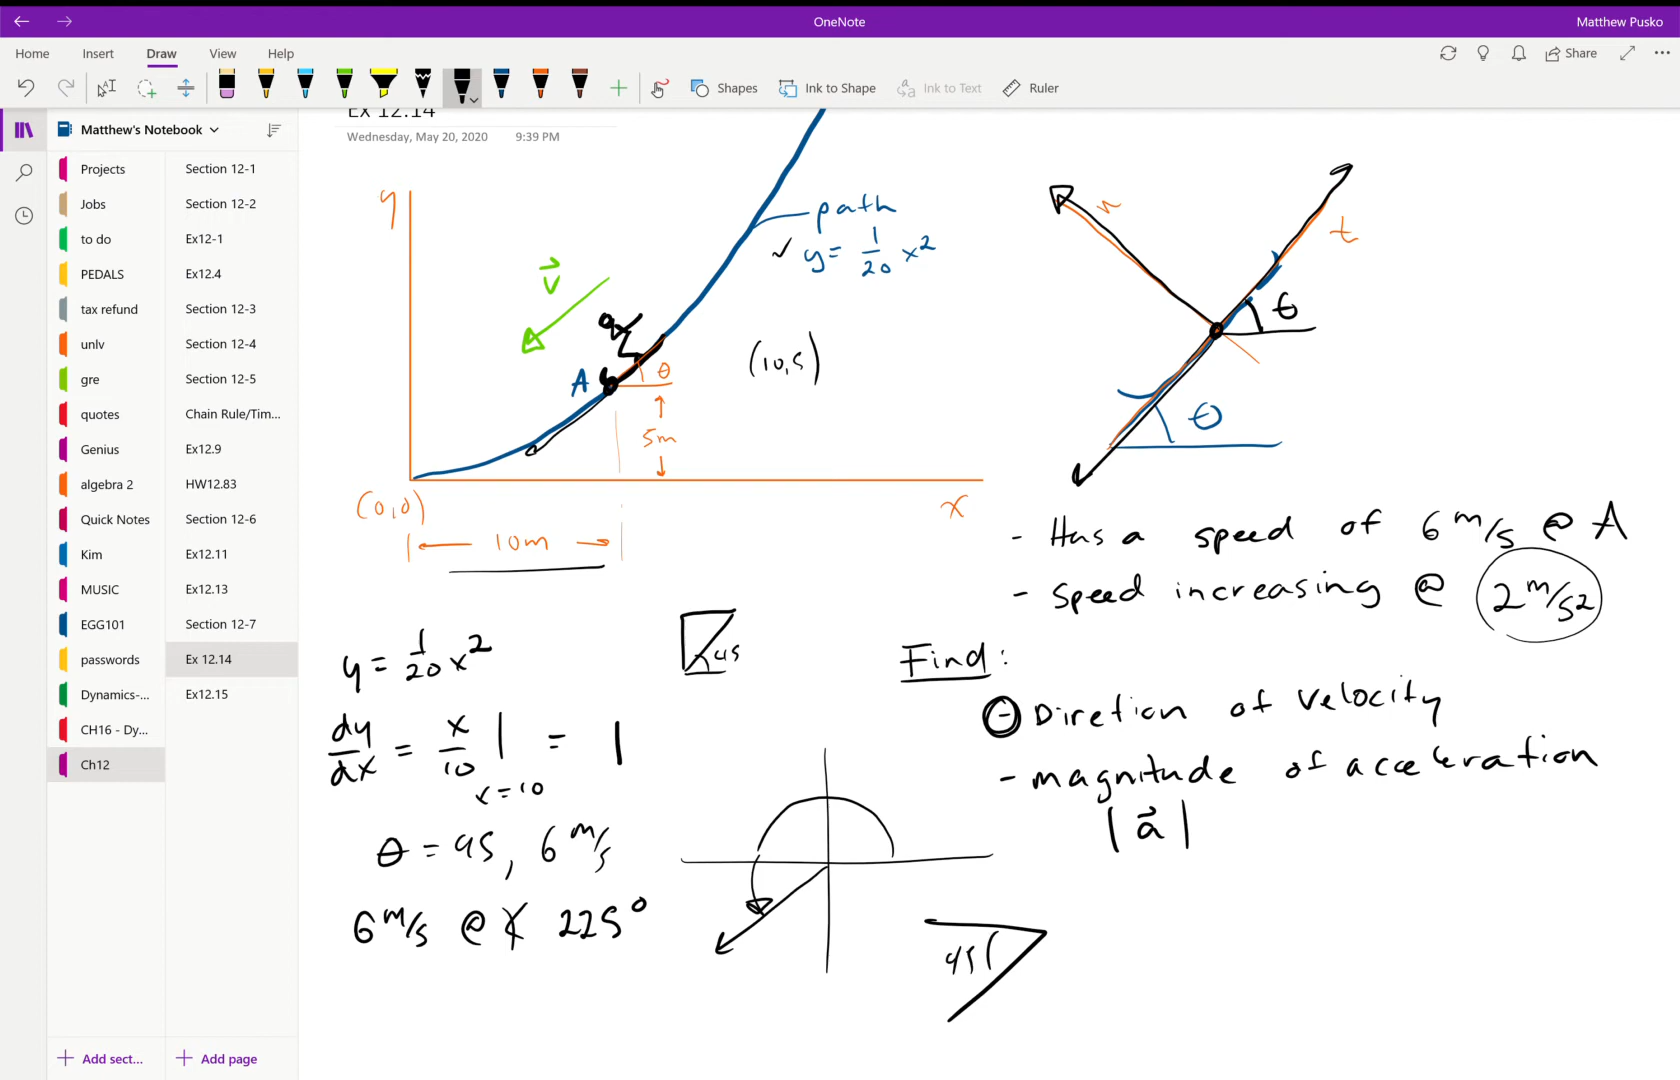 OneNote
Matthew Pusko
Home Insert Draw View Help
Share
Shapes Ink to Shape Ink to Text Ruler
Matthew's Notebook
Projects
Jobs
to do
PEDALS
tax refund
unlv
gre
quotes
Genius
algebra 2
Quick Notes
Kim
MUSIC
EGG101
passwords
Dynamics-...
CH16 - Dy...
Ch12
Add sect...
Section 12-1
Section 12-2
Ex12-1
Ex12.4
Section 12-3
Section 12-4
Section 12-5
Chain Rule/Tim...
Ex12.9
HW12.83
Section 12-6
Ex12.11
Ex12.13
Section 12-7
Ex 12.14
Ex12.15
Add page
Ex 12.14
Wednesday, May 20, 2020 9:39 PM
y
path
✓ y = 1/20 x²
v⃗
A
θ
(10,5)
5m
(0,0)
x
10m
n
t
θ
θ
- Has a speed of 6 m/s @ A
- Speed increasing @ 2 m/s²
Find:
- Diretion of velocity
- magnitude of acceleration
|a⃗|
y = 1/20 x²
45
dy/dx = x/10 | x=10 = 1
θ = 45, 6 m/s
6 m/s @ ∡ 225°
45